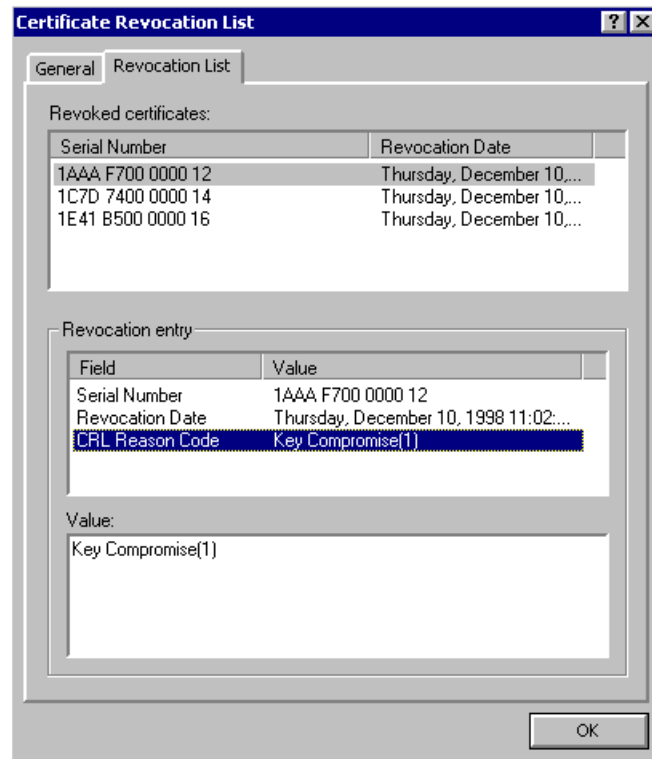 Certificate Revocation List
General Revocation List
Revoked certificates:
Serial Number Revocation Date
1AAA F700 0000 12 Thursday, December 10,...
1C7D 7400 0000 14 Thursday, December 10,...
1E41 B500 0000 16 Thursday, December 10,...
Revocation entry
Field Value
Serial Number 1AAA F700 0000 12
Revocation Date Thursday, December 10, 1998 11:02:...
CRL Reason Code Key Compromise(1)
Value:
Key Compromise(1)
OK